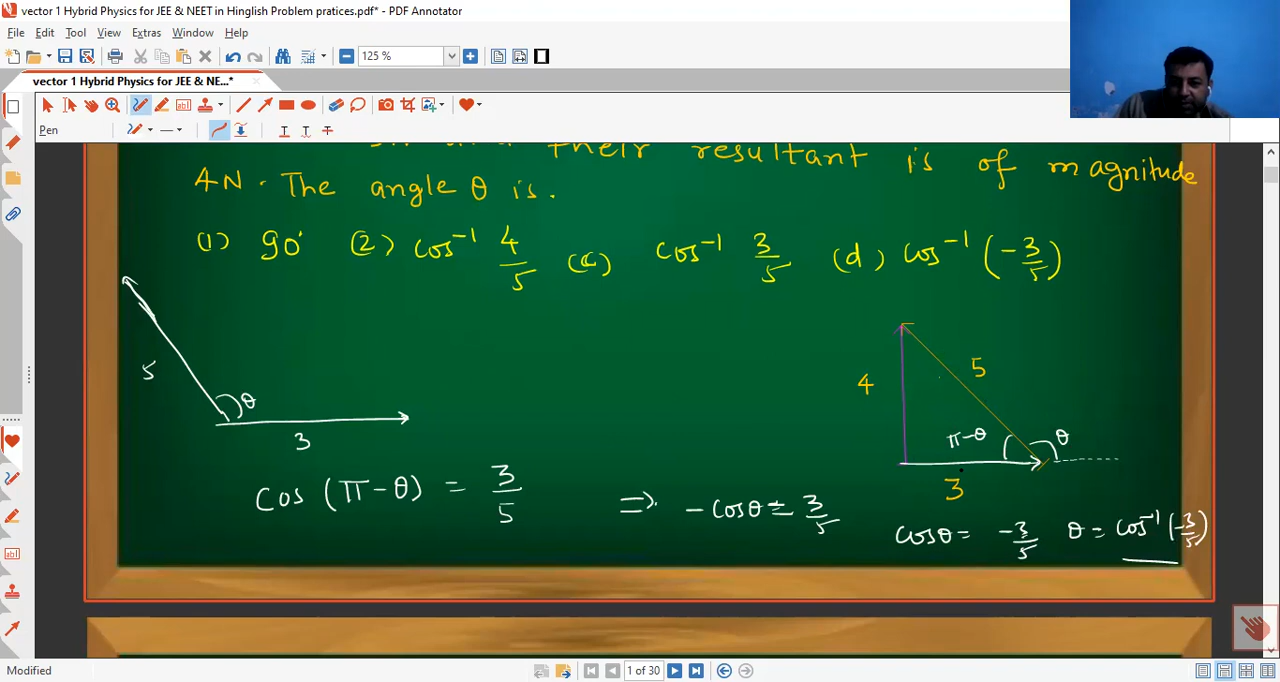 vector 1 Hybrid Physics for JEE & NEET in Hinglish Problem pratices.pdf* - PDF Annotator
File Edit Tool View Extras Window Help
125 %
vector 1 Hybrid Physics for JEE & NE...*
Pen
their resultant is of magnitude
4N. The angle θ is.
(1) 90° (2) cos⁻¹ 4/5 (c) cos⁻¹ 3/5 (d) cos⁻¹ (-3/5)
5
θ
3
4
5
π-θ
θ
3
cos (π-θ) = 3/5 ⇒ -cosθ = 3/5
cosθ = -3/5 θ = cos⁻¹ (-3/5)
Modified
1 of 30